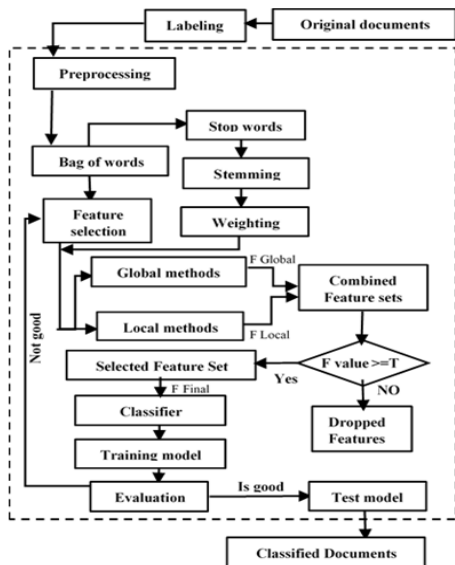 Labeling
Original documents
Preprocessing
Stop words
Bag of words
Stemming
Feature
selection
Weighting
F Global
Global methods
Combined
Feature sets
Local methods
F Local
Not good
Selected Feature Set
Yes
F value >=T
NO
F Final
Classifier
Dropped
Features
Training model
Evaluation
Is good
Test model
Classified Documents